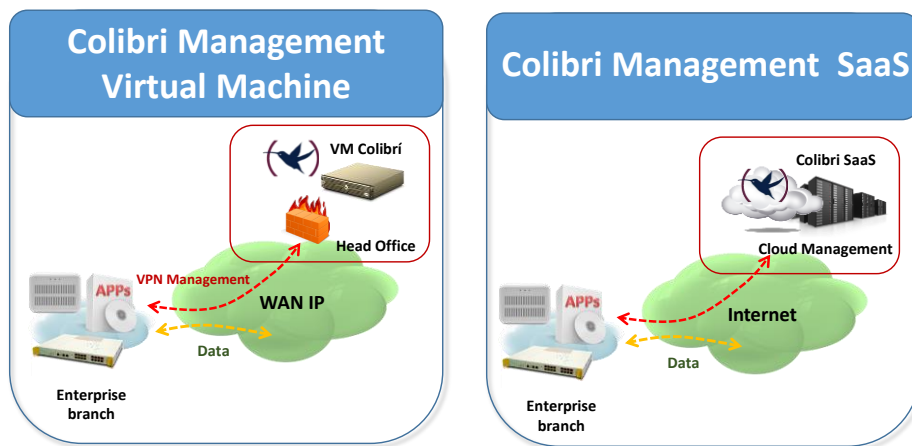 Colibri Management
Virtual Machine
VM Colibrí
Head Office
VPN Management
APPs
WAN IP
Data
Enterprise
branch
Colibri Management SaaS
Colibri SaaS
Cloud Management
APPs
Internet
Data
Enterprise
branch